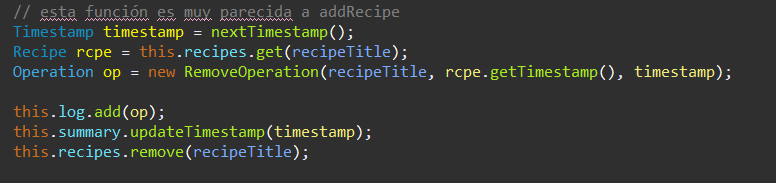 // esta función es muy parecida a addRecipe
Timestamp timestamp = nextTimestamp();
Recipe rcpe = this.recipes.get(recipeTitle);
Operation op = new RemoveOperation(recipeTitle, rcpe.getTimestamp(), timestamp);
this.log.add(op);
this.summary.updateTimestamp(timestamp);
this.recipes.remove(recipeTitle);